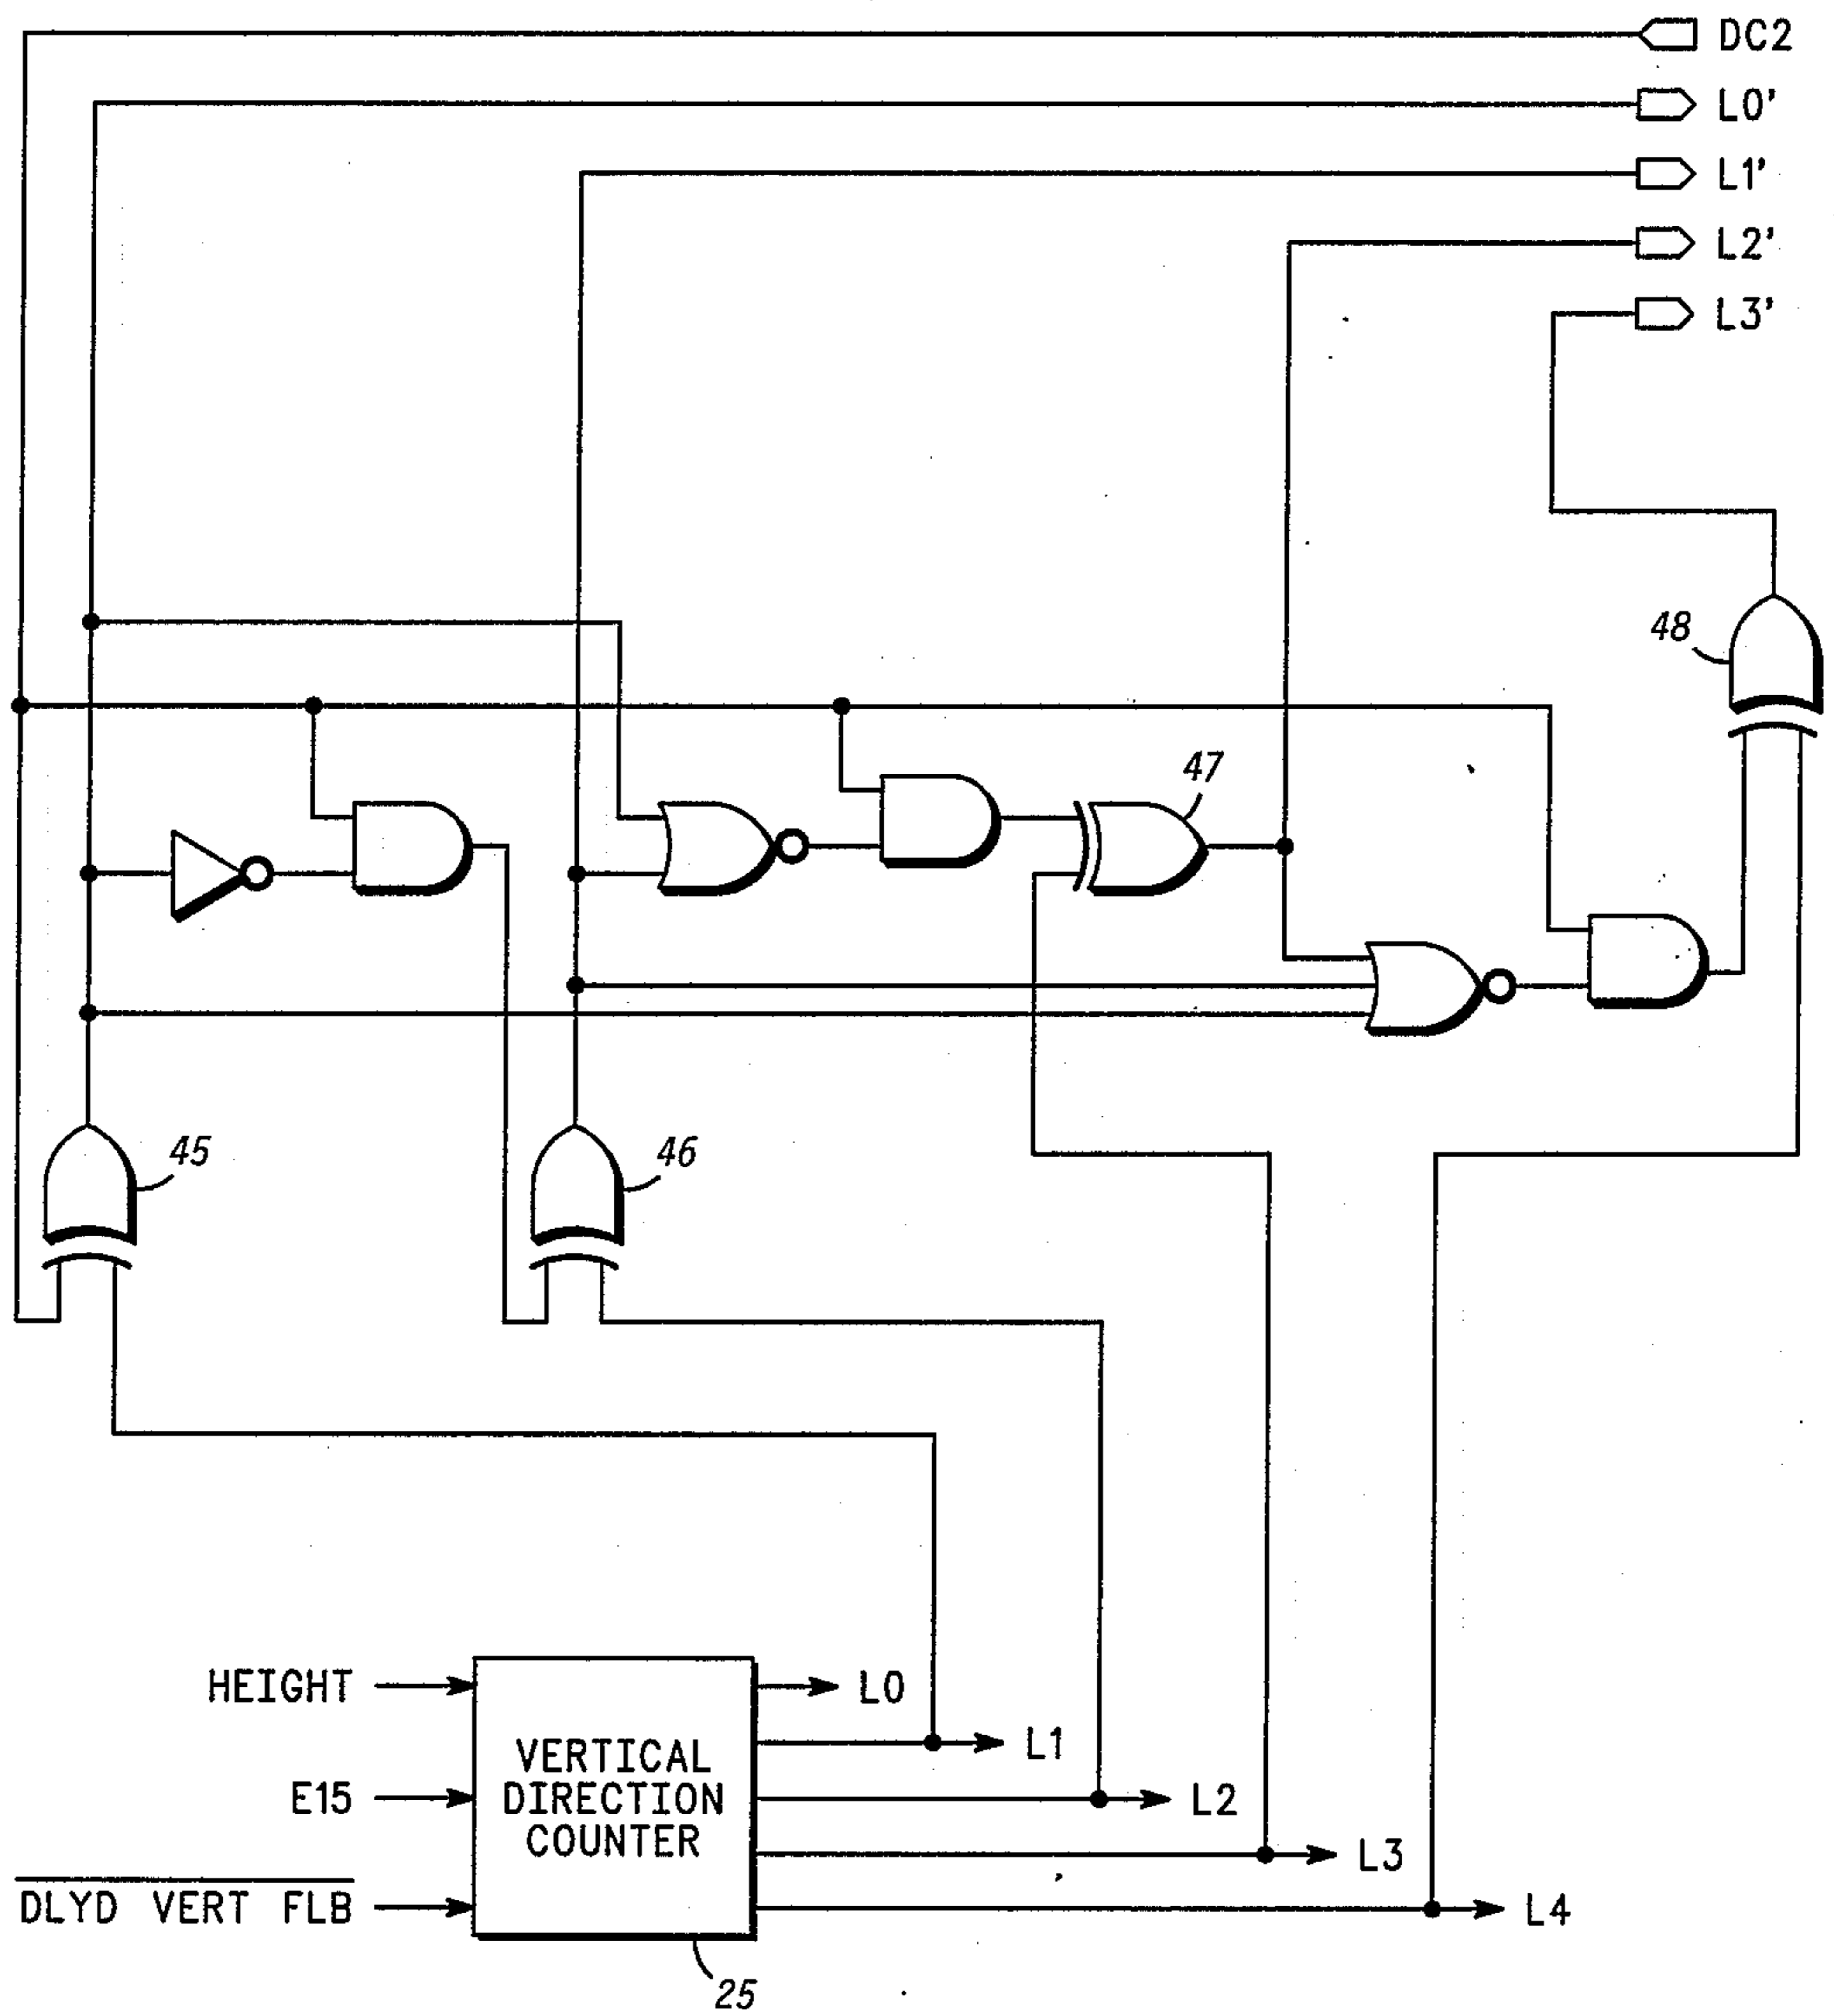 DC2
L0'
L1'
L2'
L3'
48
47
45
46
HEIGHT
L0
VERTICAL
DIRECTION
COUNTER
L1
E15
L2
L3
DLYD VERT FLB
L4
25